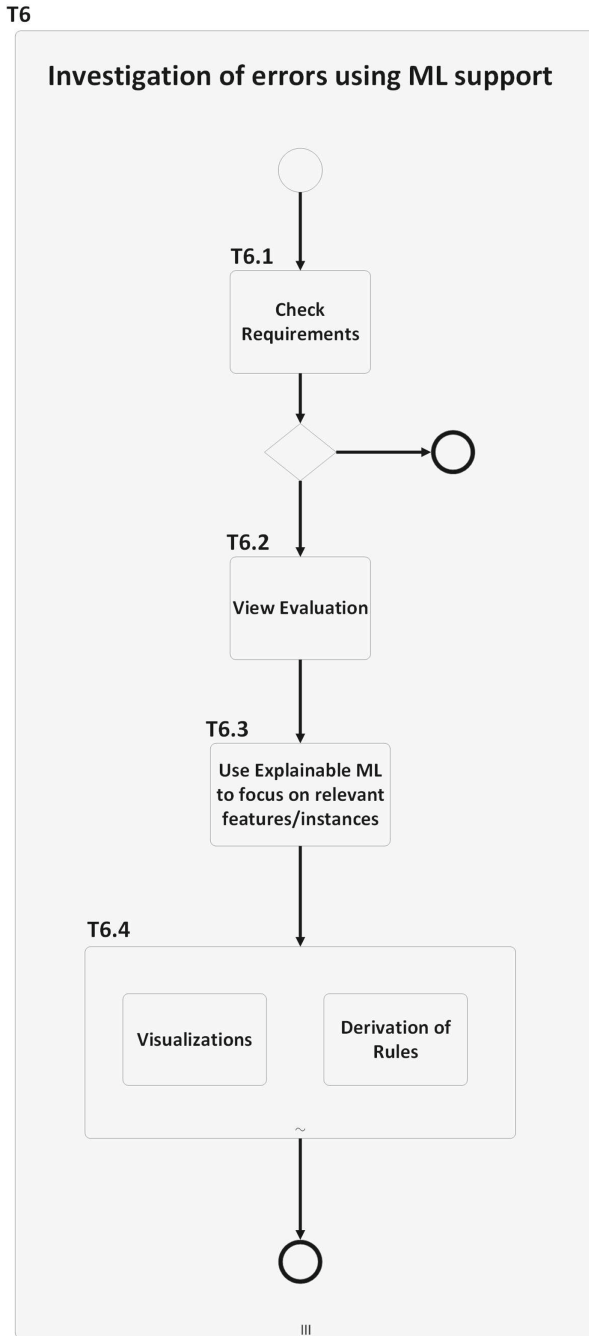 T6
Investigation of errors using ML support
T6.1
Check
Requirements
T6.2
View Evaluation
T6.3
Use Explainable ML
to focus on relevant
features/instances
T6.4
Visualizations
Derivation of
Rules